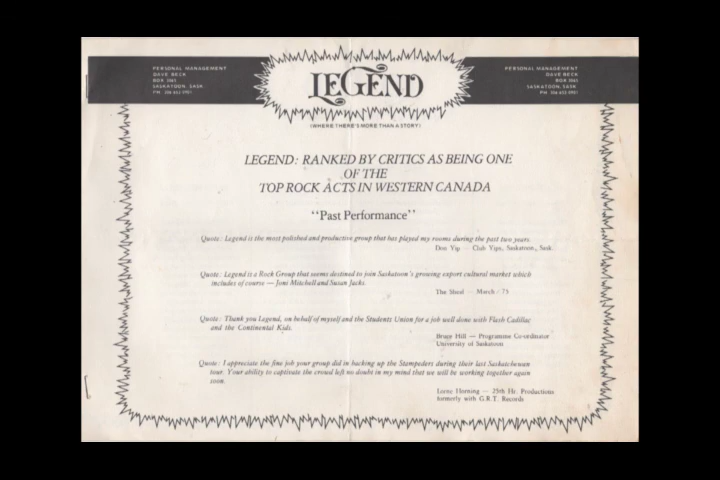 PERSONAL MANAGEMENT
DAVE BECK
BOX 1065
SASKATOON, SASK.
LEGEND
(WHERE THERE'S MORE THAN A STORY)
PERSONAL MANAGEMENT
DAVE BECK
BOX 1065
SASKATOON, SASK.
LEGEND: RANKED BY CRITICS AS BEING ONE
OF THE
TOP ROCK ACTS IN WESTERN CANADA
"Past Performance"
Quote: Legend is the most polished and productive group that has played my rooms during the past two years.
Don Yip — Club Yips, Saskatoon, Sask.
Quote: Legend is a Rock Group that seems destined to join Saskatoon's growing export cultural market which
includes of course — Joni Mitchell and Susan Jacks.
The Sheaf — March / 73
Quote: Thank you Legend, on behalf of myself and the Students Union for a job well done with Flash Cadillac
and the Continental Kids.
Bruge Hill — Programme Co-ordinator
University of Saskatoon
Quote: I appreciate the fine job your group did in backing up the Stampeders during their last Saskatchewan
tour. Your ability to captivate the crowd left no doubt in my mind that we will be working together again
soon.
Lorne Horning — 25th Hr. Productions
formerly with G.R.T. Records